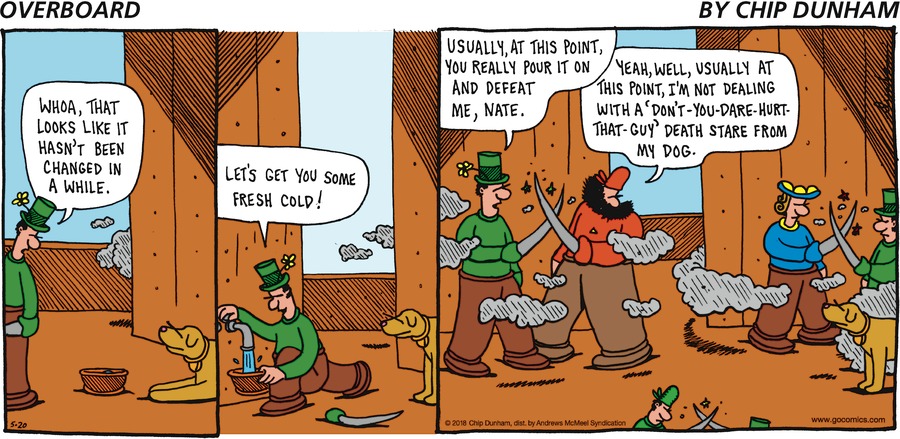 OVERBOARD
BY CHIP DUNHAM
WHOA, THAT
LOOKS LIKE IT
HASN'T BEEN
CHANGED IN
A WHILE.
5-20
LET'S GET YOU SOME
FRESH COLD!
USUALLY, AT THIS POINT,
YOU REALLY POUR IT ON
AND DEFEAT
ME, NATE.
YEAH, WELL, USUALLY AT
THIS POINT, I'M NOT DEALING
WITH A 'DON'T-YOU-DARE-HURT-
THAT-GUY' DEATH STARE FROM
MY DOG.
© 2018 Chip Dunham, dist. by Andrews McMeel Syndication
www.gocomics.com